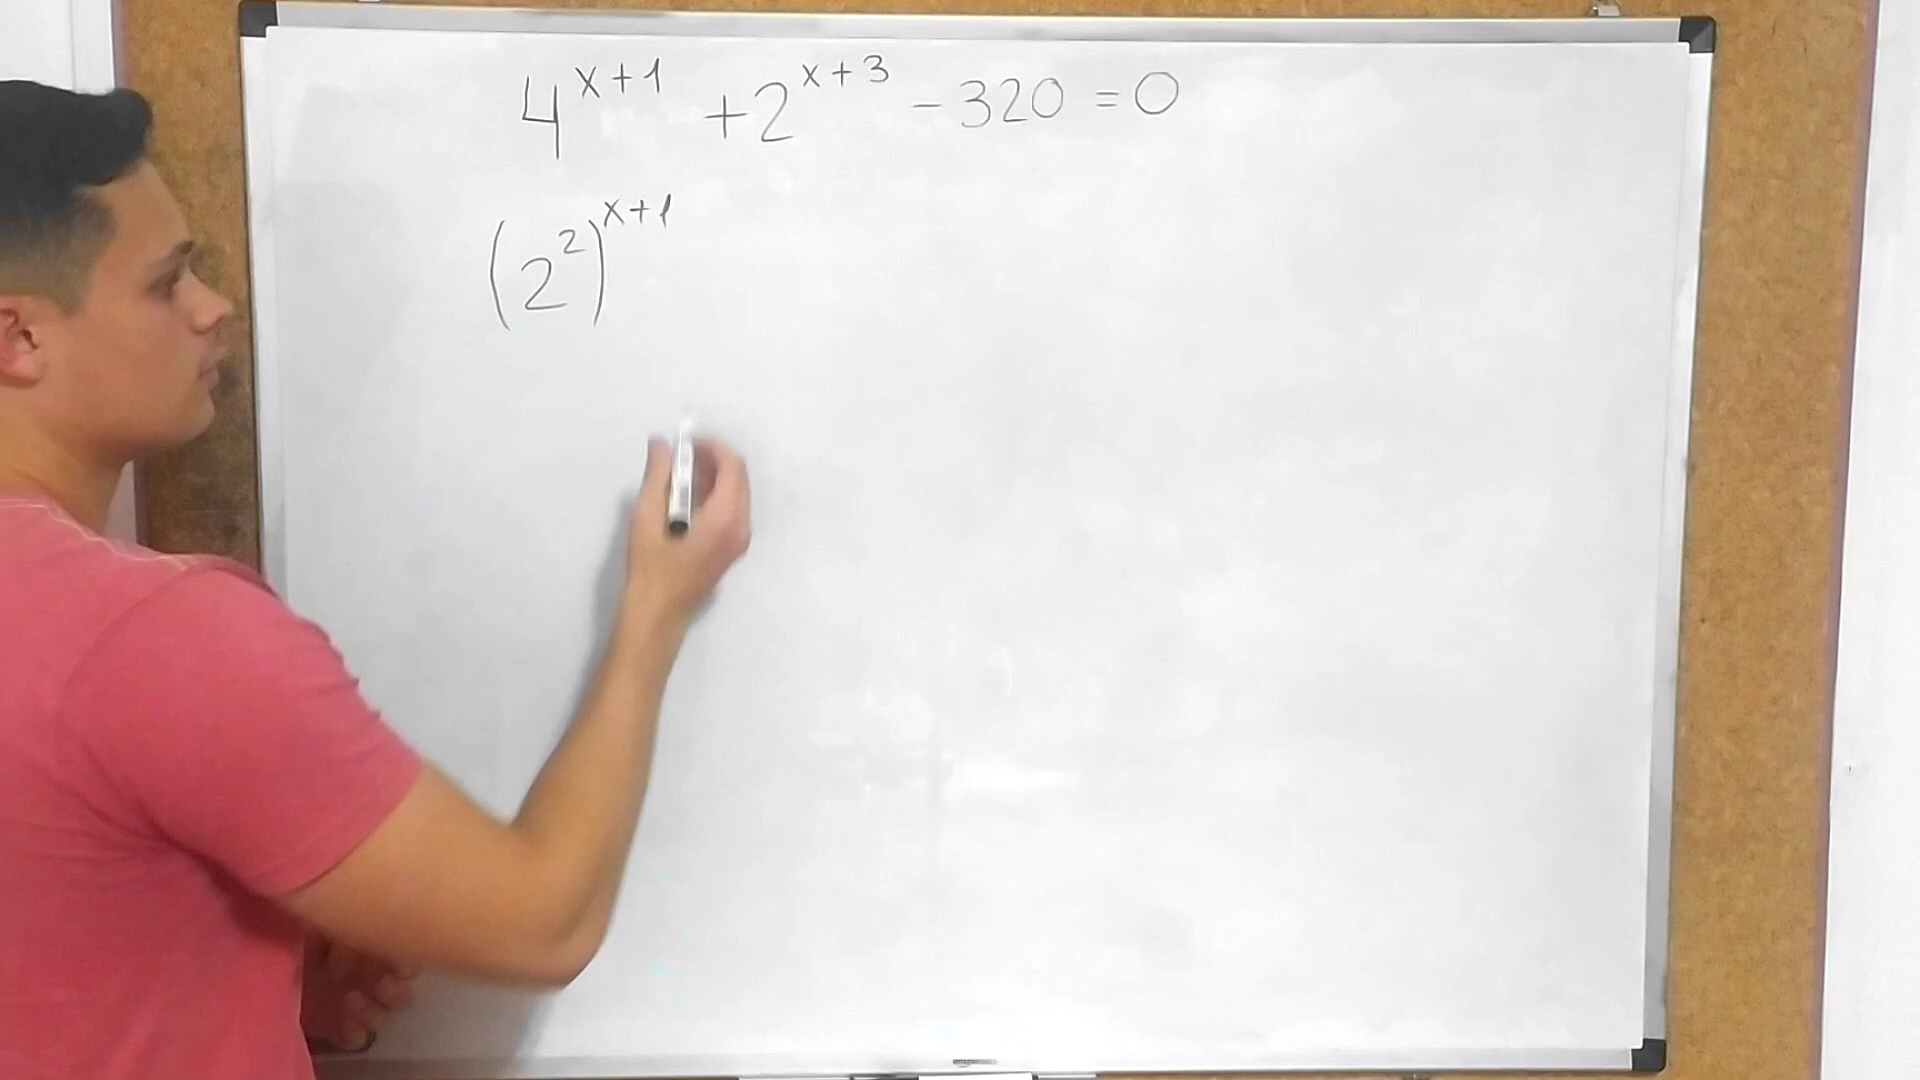 4^{x+1} + 2^{x+3} - 320 = 0
(2^2)^{x+1}